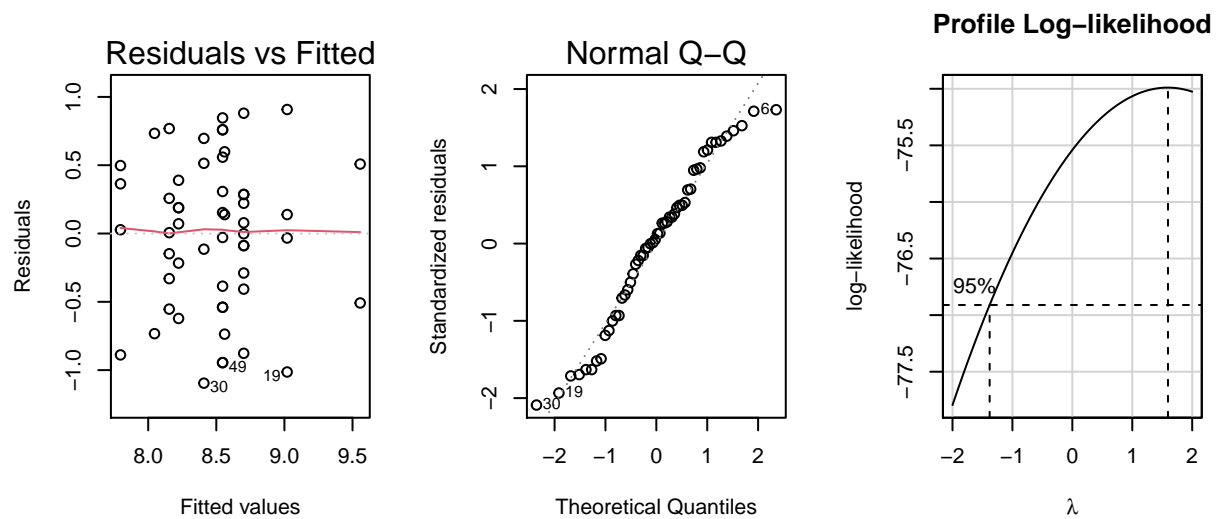 Residuals vs Fitted
Residuals
1.0
0.5
0.0
−0.5
−1.0
49
19
30
8.0 8.5 9.0 9.5
Fitted values
Normal Q−Q
Standardized residuals
2
1
0
−1
−2
6
19
30
−2 −1 0 1 2
Theoretical Quantiles
Profile Log−likelihood
log−likelihood
−75.5
−76.5
−77.5
95%
−2 −1 0 1 2
λ